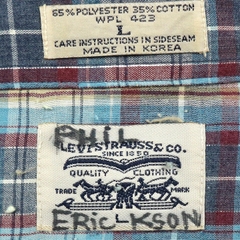 65% POLYESTER 35% COTTON
WPL 423
L
CARE INSTRUCTIONS IN SIDESEAM
MADE IN KOREA
PHIL
LEVI STRAUSS & CO.
SINCE 1850
QUALITY CLOTHING
TRADE MARK
ERICLKSON